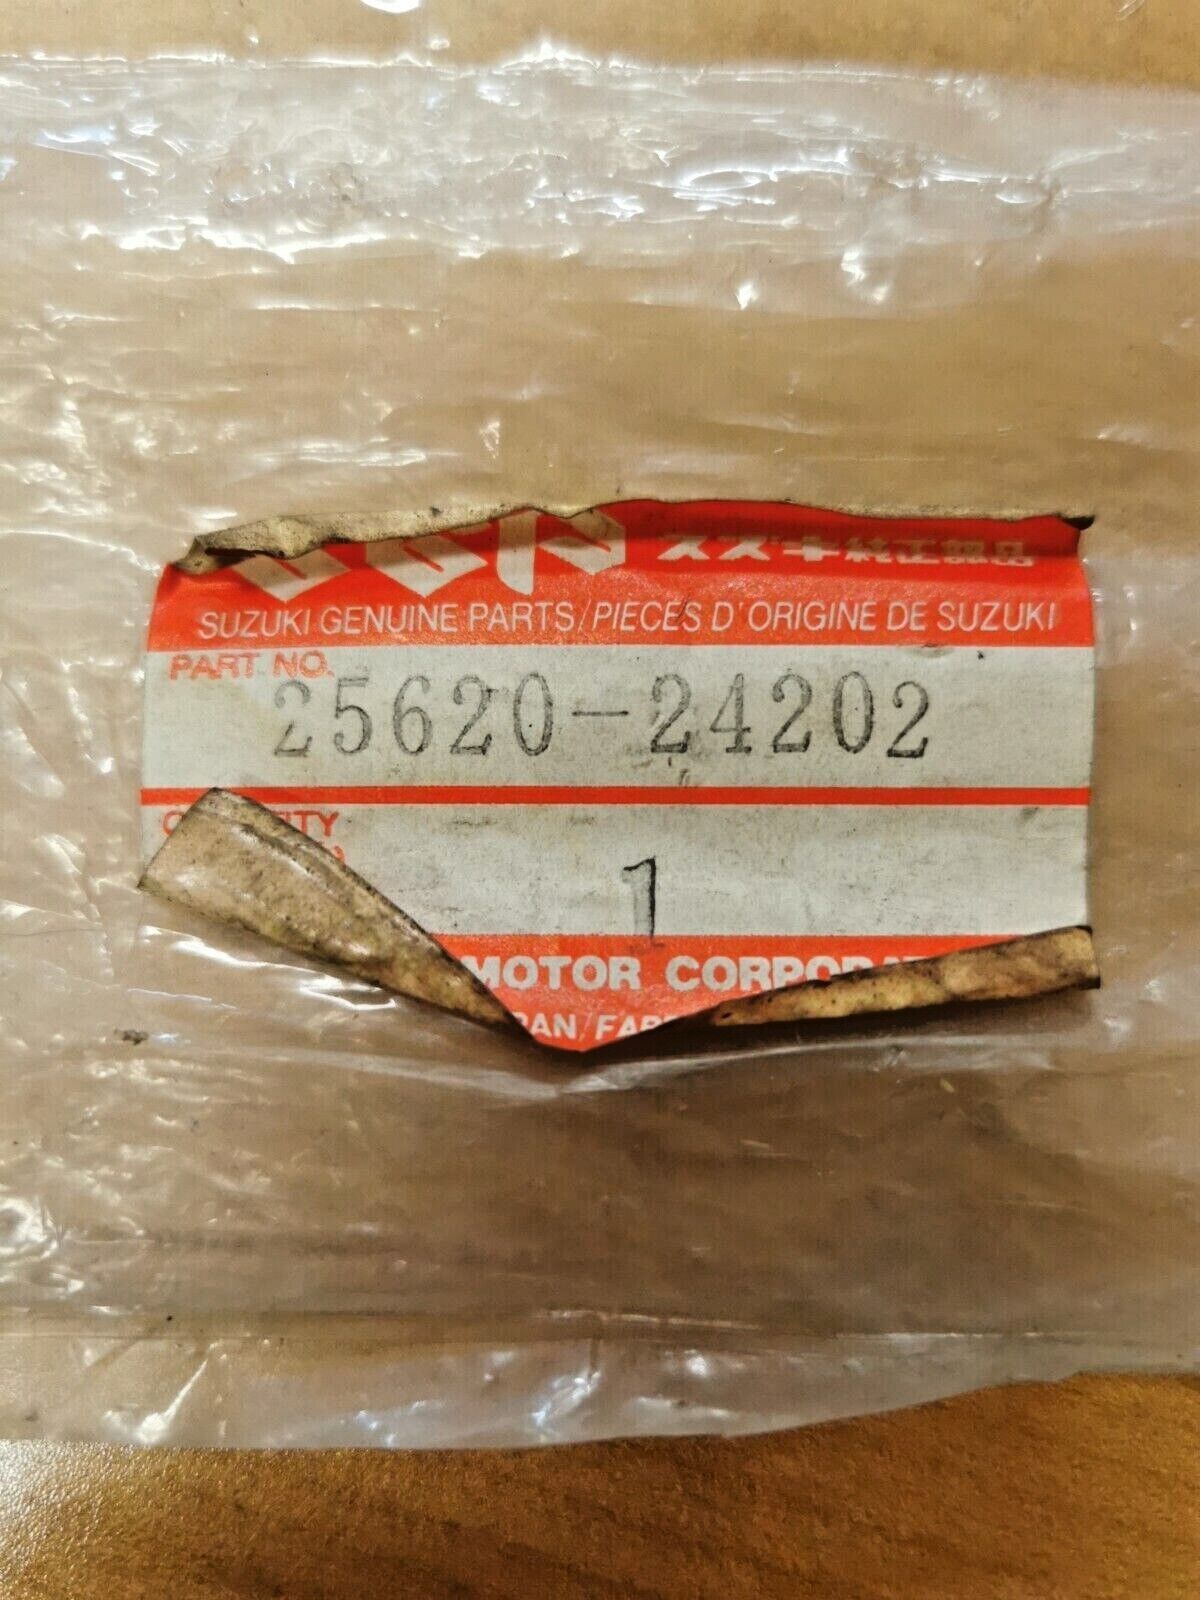 スズキ純正部品
SUZUKI GENUINE PARTS/PIECES D'ORIGINE DE SUZUKI
PART NO.
25620-24202
1
MOTOR